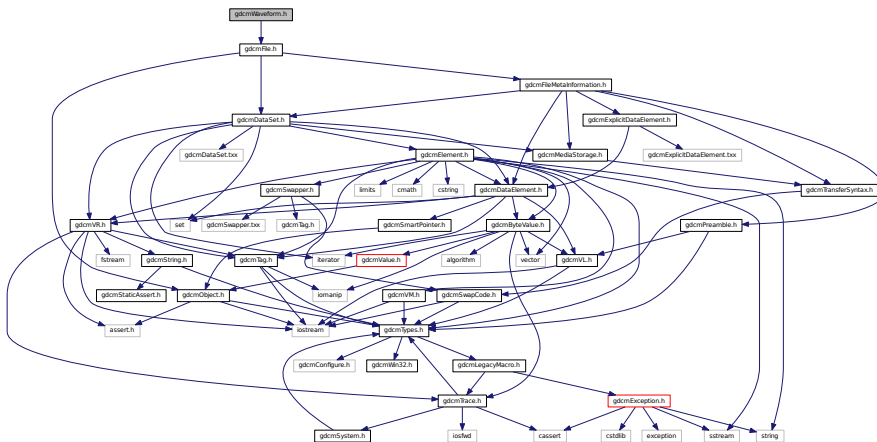 gdcmWaveform.h
gdcmFile.h
gdcmFileMetaInformation.h
gdcmDataSet.h
gdcmExplicitDataElement.h
gdcmDataSet.txx
gdcmElement.h
gdcmMediaStorage.h
gdcmExplicitDataElement.txx
gdcmSwapper.h
limits
cmath
cstring
gdcmDataElement.h
gdcmTransferSyntax.h
gdcmVR.h
set
gdcmSwapper.txx
gdcmTag.h
gdcmSmartPointer.h
gdcmByteValue.h
gdcmPreamble.h
fstream
gdcmString.h
gdcmTag.h
iterator
gdcmValue.h
algorithm
vector
gdcmVL.h
gdcmStaticAssert.h
gdcmObject.h
iomanip
gdcmVM.h
gdcmSwapCode.h
assert.h
iostream
gdcmTypes.h
gdcmConfigure.h
gdcmWin32.h
gdcmLegacyMacro.h
gdcmTrace.h
gdcmException.h
gdcmSystem.h
iosfwd
cassert
cstdlib
exception
sstream
string